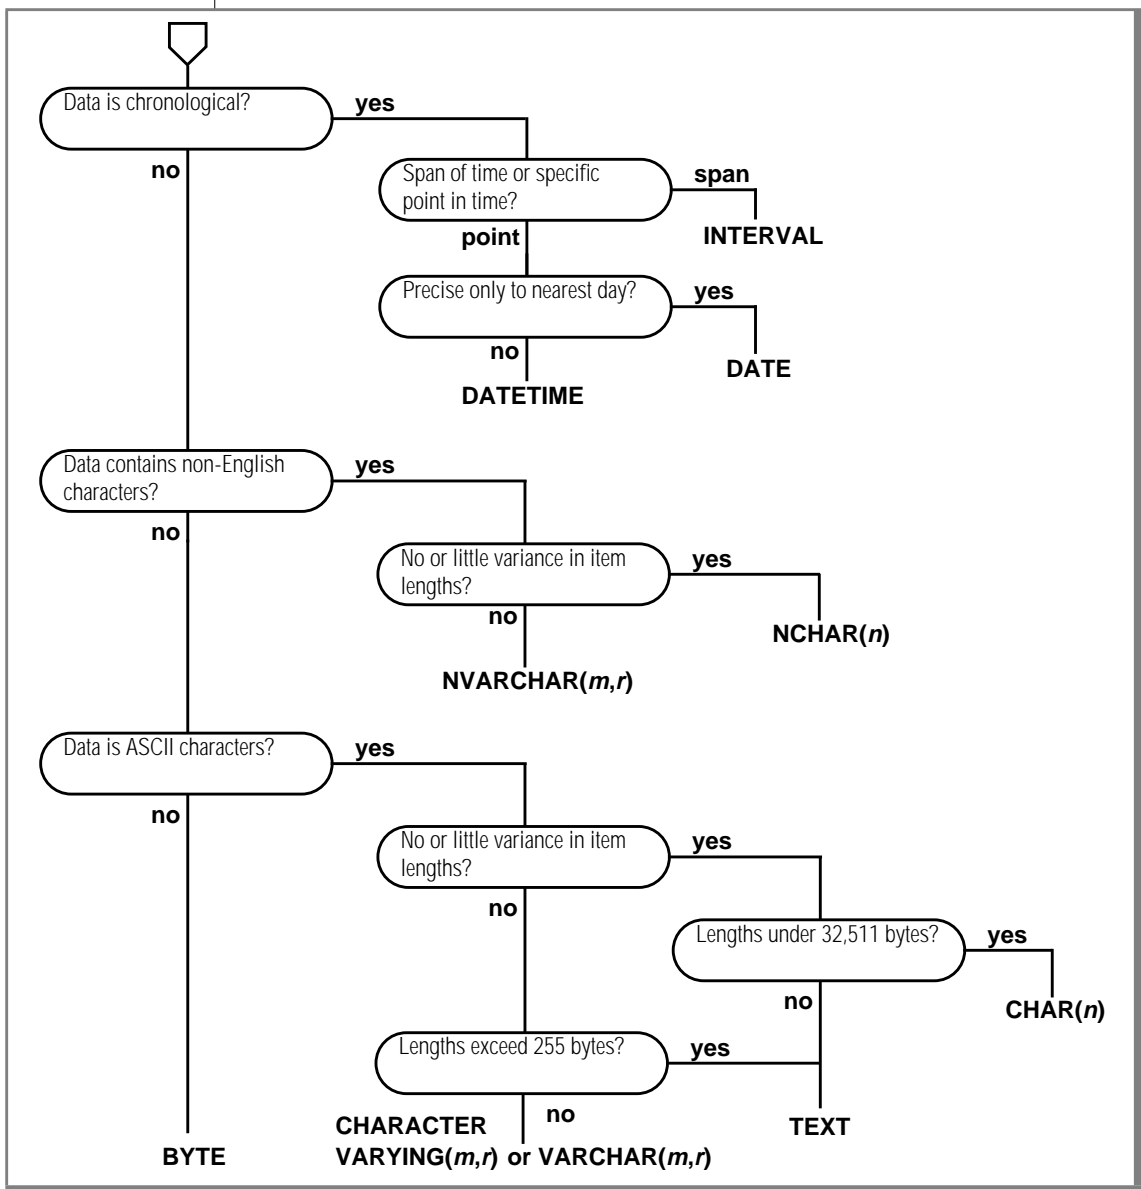 Data is chronological?
yes
no
Span of time or specific
point in time?
span
INTERVAL
point
Precise only to nearest day?
yes
DATE
no
DATETIME
Data contains non-English
characters?
yes
no
No or little variance in item
lengths?
yes
NCHAR(n)
no
NVARCHAR(m,r)
Data is ASCII characters?
yes
no
No or little variance in item
lengths?
yes
no
Lengths under 32,511 bytes?
yes
no
CHAR(n)
Lengths exceed 255 bytes?
yes
no
TEXT
CHARACTER
VARYING(m,r) or VARCHAR(m,r)
BYTE